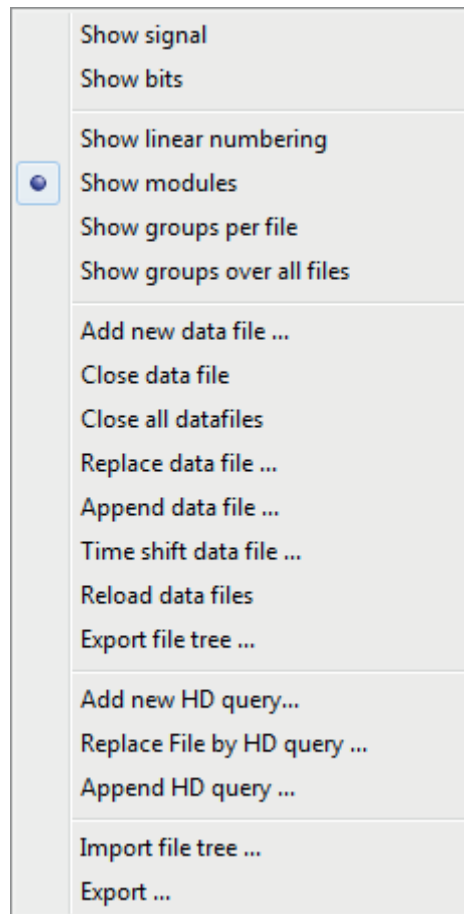 Show signal
Show bits
Show linear numbering
Show modules
Show groups per file
Show groups over all files
Add new data file ...
Close data file
Close all datafiles
Replace data file ...
Append data file ...
Time shift data file ...
Reload data files
Export file tree ...
Add new HD query...
Replace File by HD query ...
Append HD query ...
Import file tree ...
Export ...